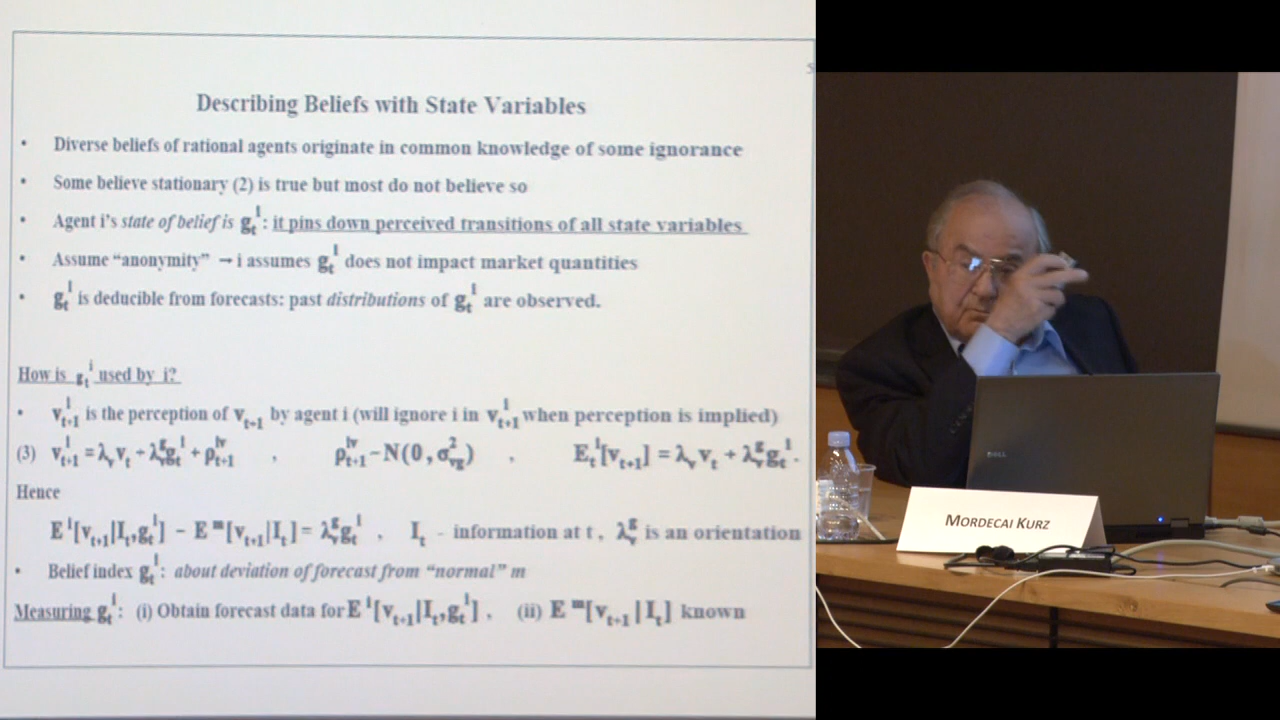 Describing Beliefs with State Variables
• Diverse beliefs of rational agents originate in common knowledge of some ignorance
• Some believe stationary (2) is true but most do not believe so
• Agent i's state of belief is g_t^i : it pins down perceived transitions of all state variables
• Assume “anonymity” → i assumes g_t^i does not impact market quantities
• g_t^i is deducible from forecasts: past distributions of g_t^i are observed.
How is g_t^i used by i?
• v_{t+1}^i is the perception of v_{t+1} by agent i (will ignore i in v_{t+1}^i when perception is implied)
(3) v_{t+1}^i = λ_v v_t + λ_v^g g_t^i + ρ_{t+1}^{iv} , ρ_{t+1}^{iv} ~ N(0, σ_{vg}^2) , E_t^i[v_{t+1}] = λ_v v_t + λ_v^g g_t^i .
Hence
E^i[v_{t+1}|I_t, g_t^i] - E^m[v_{t+1}|I_t] = λ_v^g g_t^i , I_t - information at t, λ_v^g is an orientation
• Belief index g_t^i : about deviation of forecast from “normal” m
Measuring g_t^i : (i) Obtain forecast data for E^i[v_{t+1}|I_t, g_t^i] , (ii) E^m[v_{t+1}|I_t] known
DELL
MORDECAI KURZ